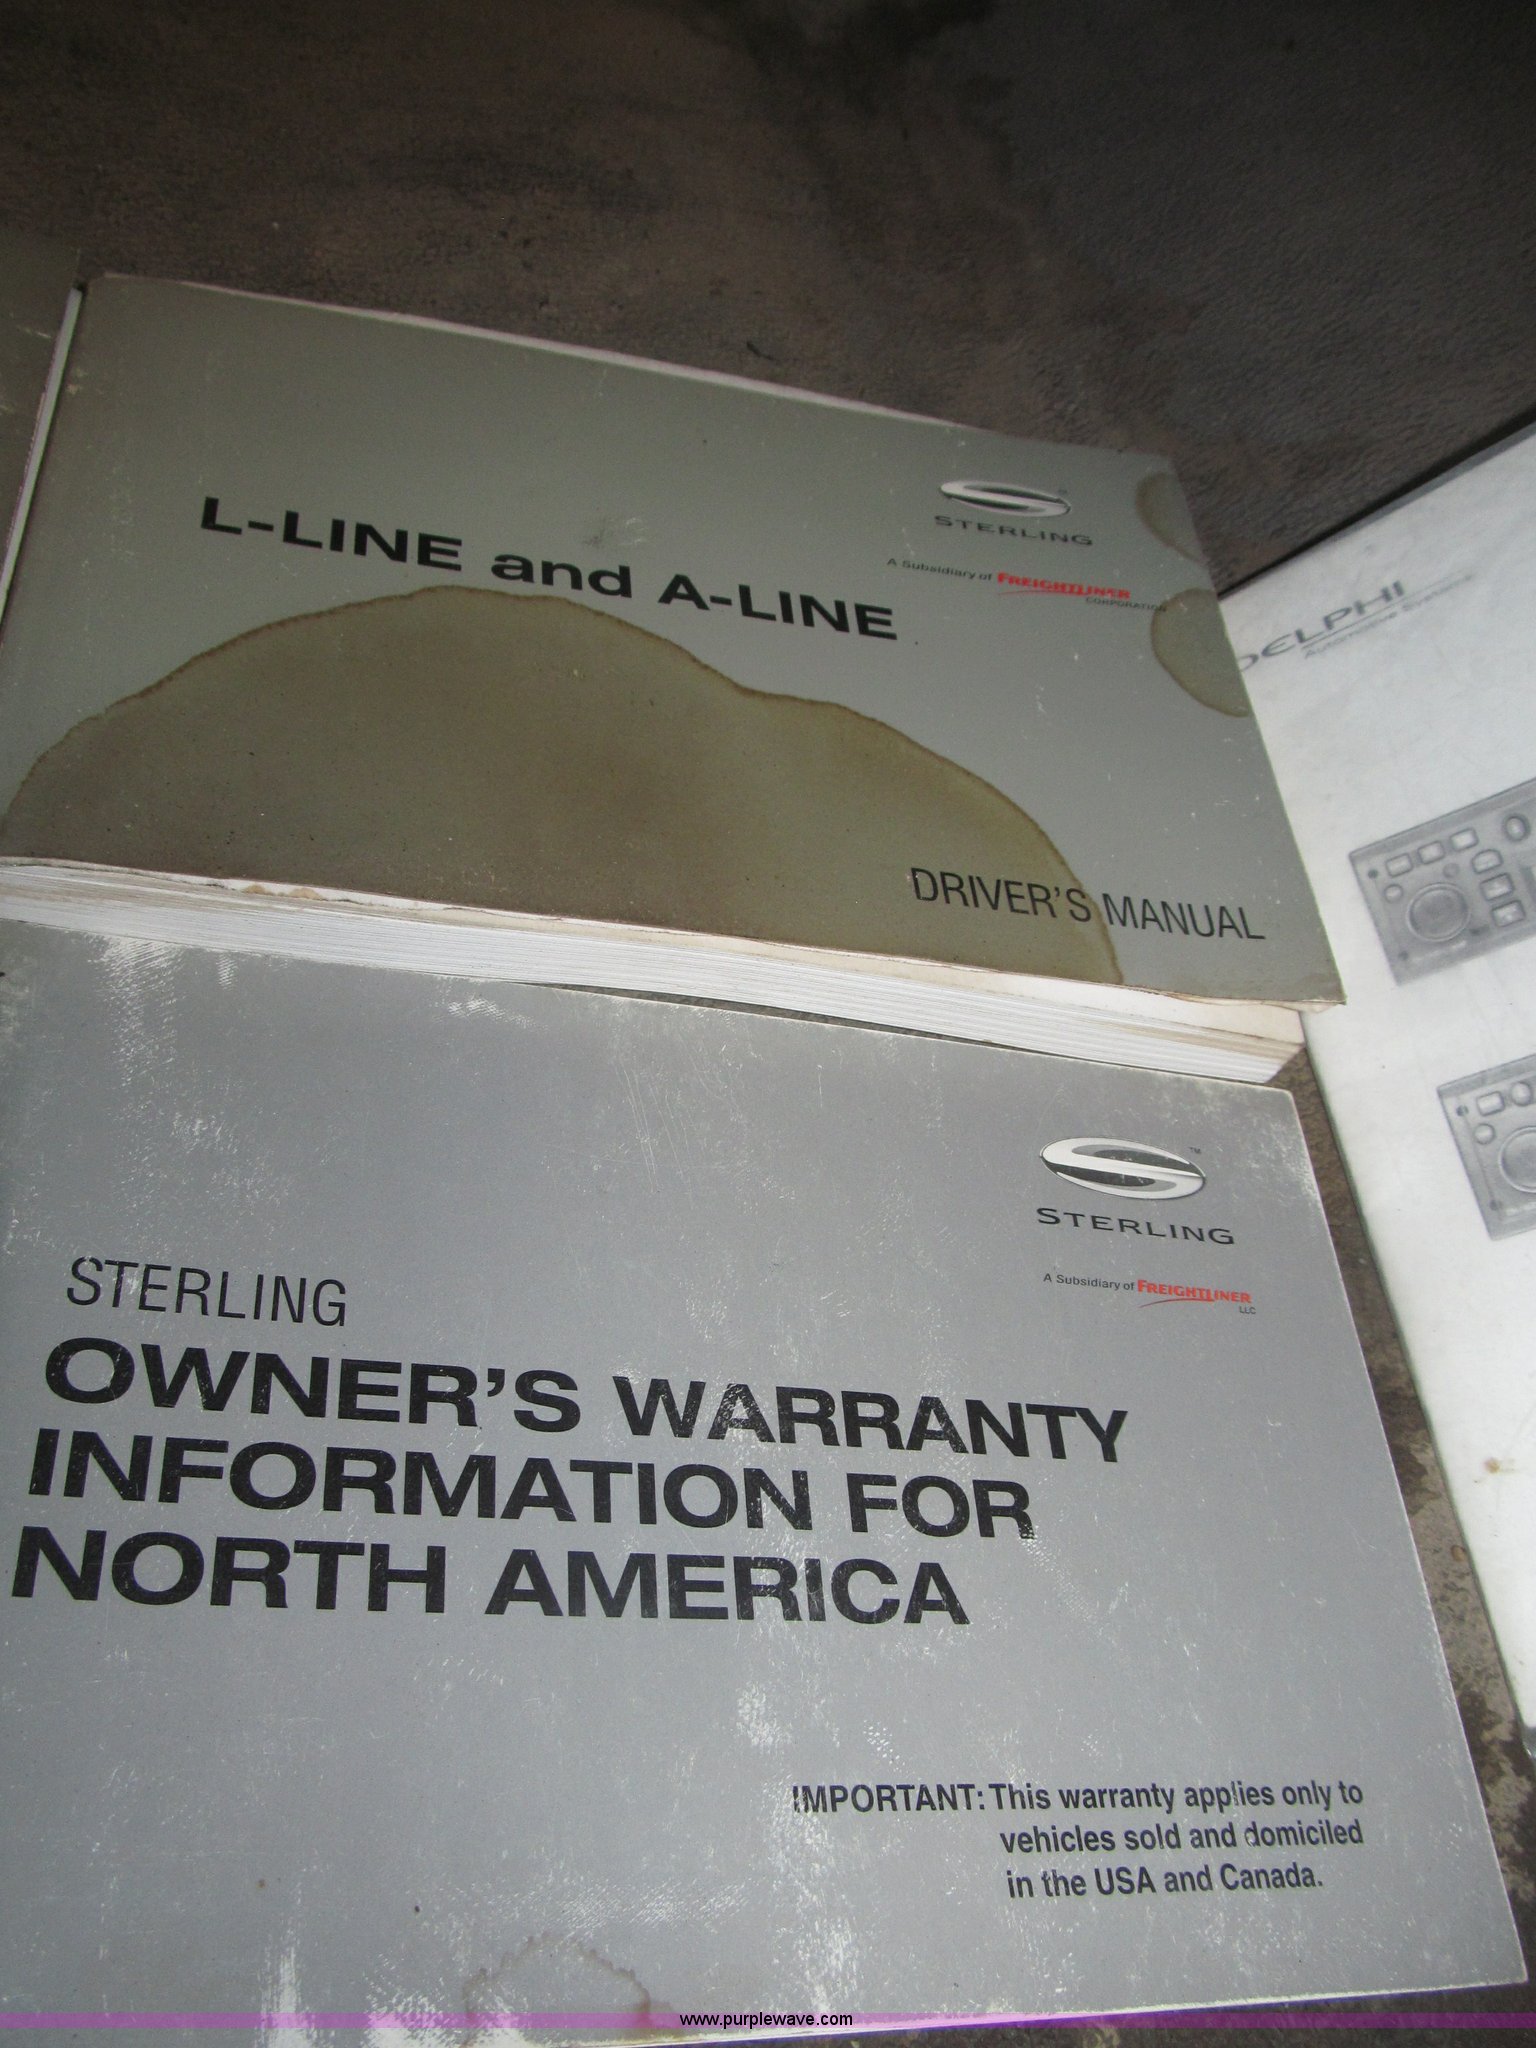 L-LINE and A-LINE
STERLING
A Subsidiary of FREIGHTLINER
CORPORATION
DRIVER'S MANUAL
DELPHI
Automotive Systems
STERLING
A Subsidiary of FREIGHTLINER
LLC
STERLING
OWNER'S WARRANTY
INFORMATION FOR
NORTH AMERICA
IMPORTANT: This warranty applies only to
vehicles sold and domiciled
in the USA and Canada.
www.purplewave.com